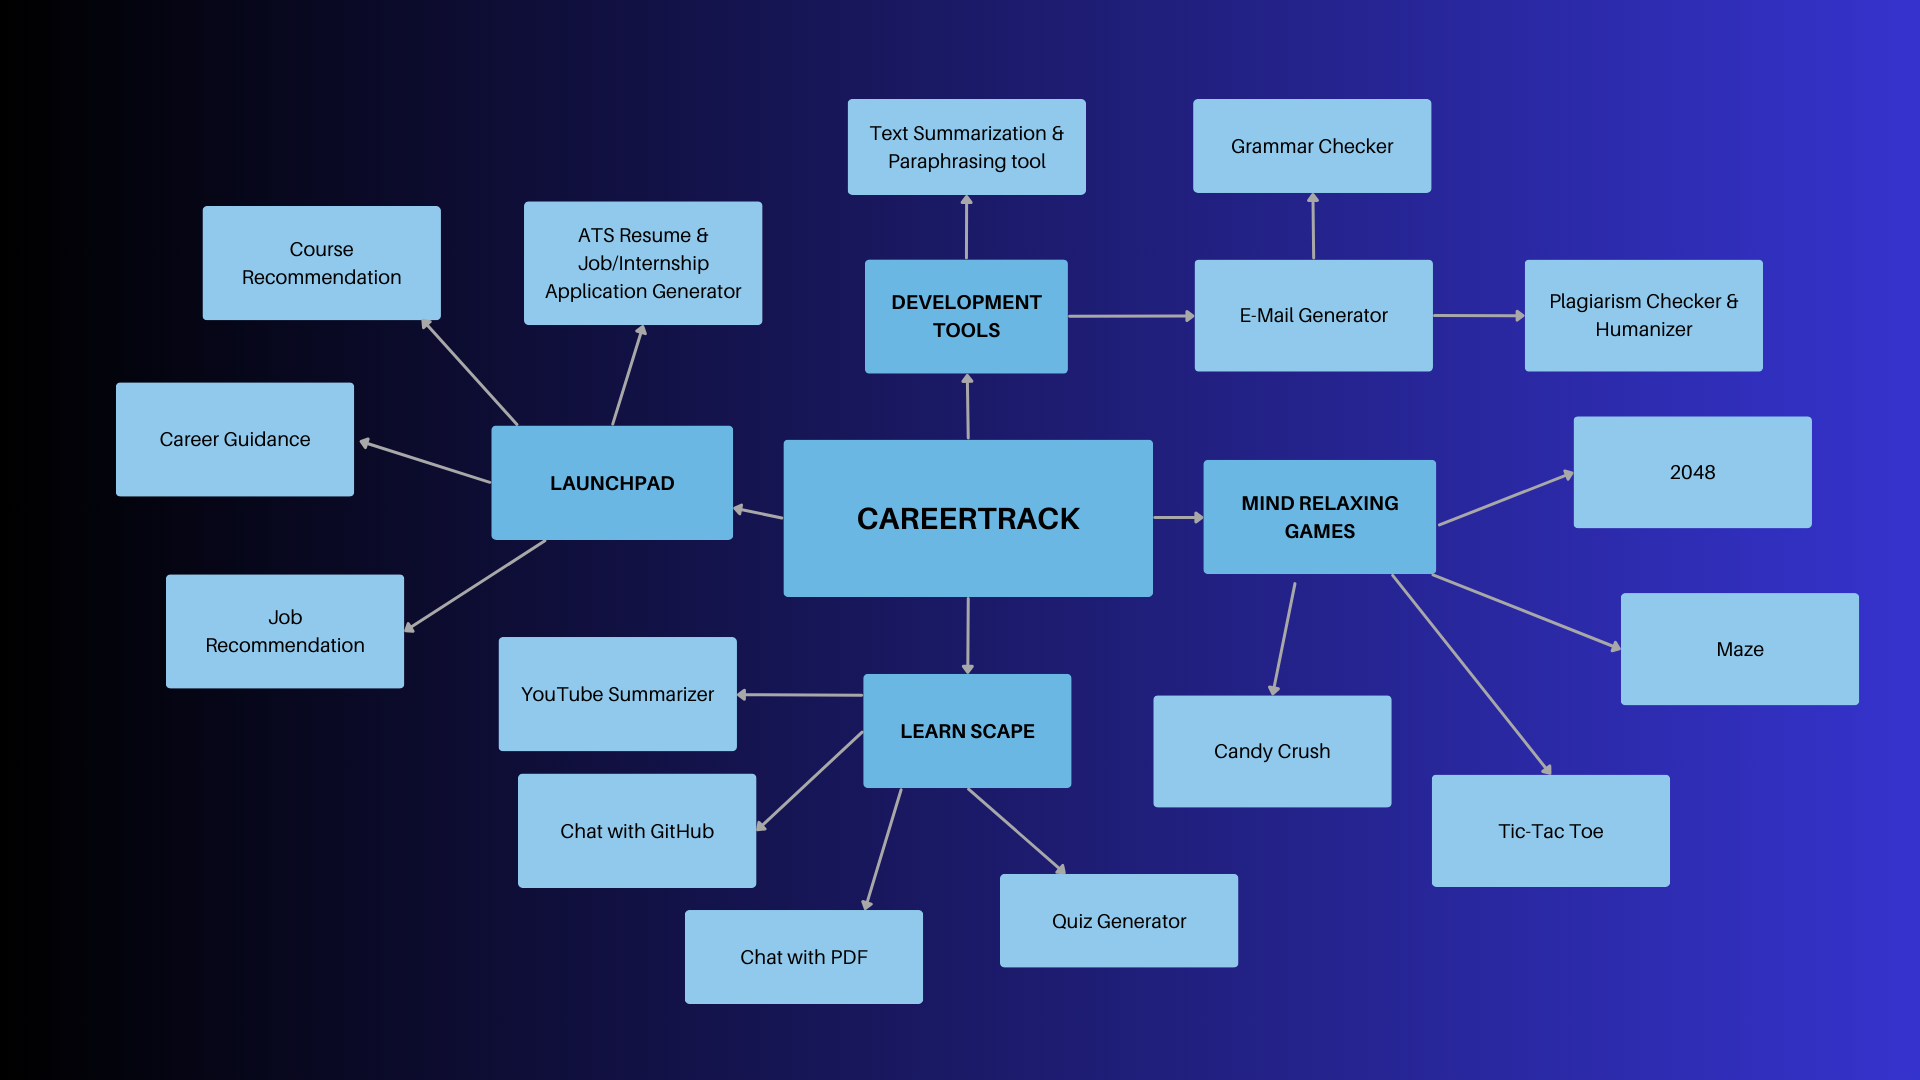 Text Summarization &
Paraphrasing tool
Grammar Checker
Course
Recommendation
ATS Resume &
Job/Internship
Application Generator
DEVELOPMENT
TOOLS
E-Mail Generator
Plagiarism Checker &
Humanizer
Career Guidance
LAUNCHPAD
CAREERTRACK
MIND RELAXING
GAMES
2048
Job
Recommendation
Maze
YouTube Summarizer
LEARN SCAPE
Candy Crush
Chat with GitHub
Tic-Tac Toe
Chat with PDF
Quiz Generator